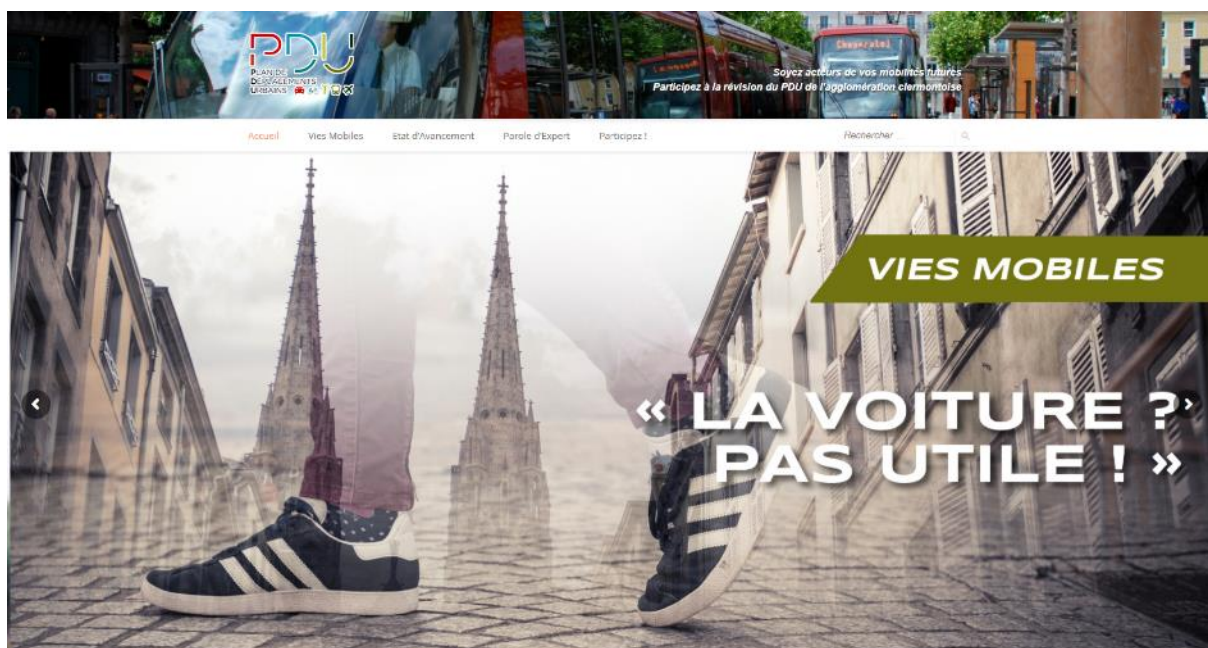 PDU
PLAN DE
DÉPLACEMENTS
URBAINS
Soyez acteurs de vos mobilités futures
Participez à la révision du PDU de l'agglomération clermontoise
Accueil Vies Mobiles Etat d'Avancement Parole d'Expert Participez !
Rechercher ...
VIES MOBILES
« LA VOITURE ?
PAS UTILE ! »